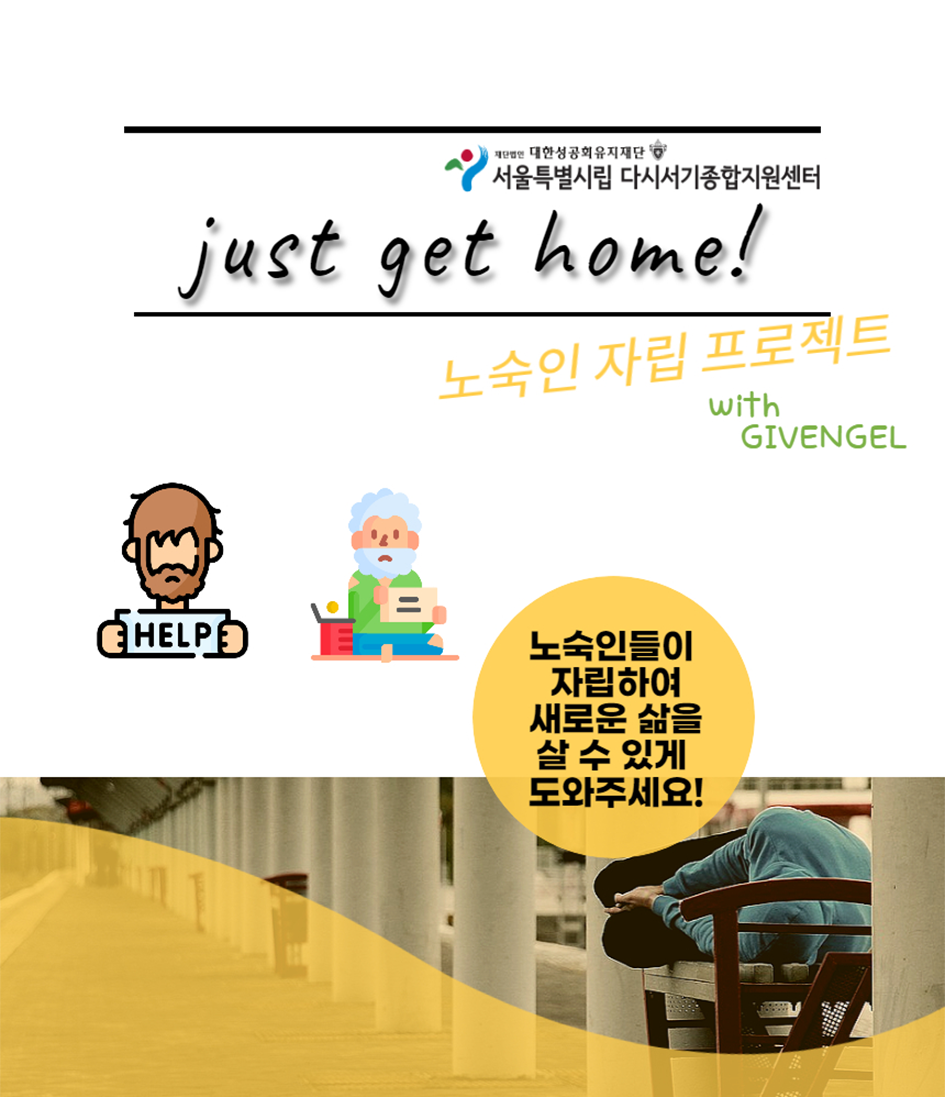 재단법인 대한성공회유지재단
서울특별시립 다시서기종합지원센터
just get home!
노숙인 자립 프로젝트
with
GIVENGEL
HELP
노숙인들이
자립하여
새로운 삶을
살 수 있게
도와주세요!